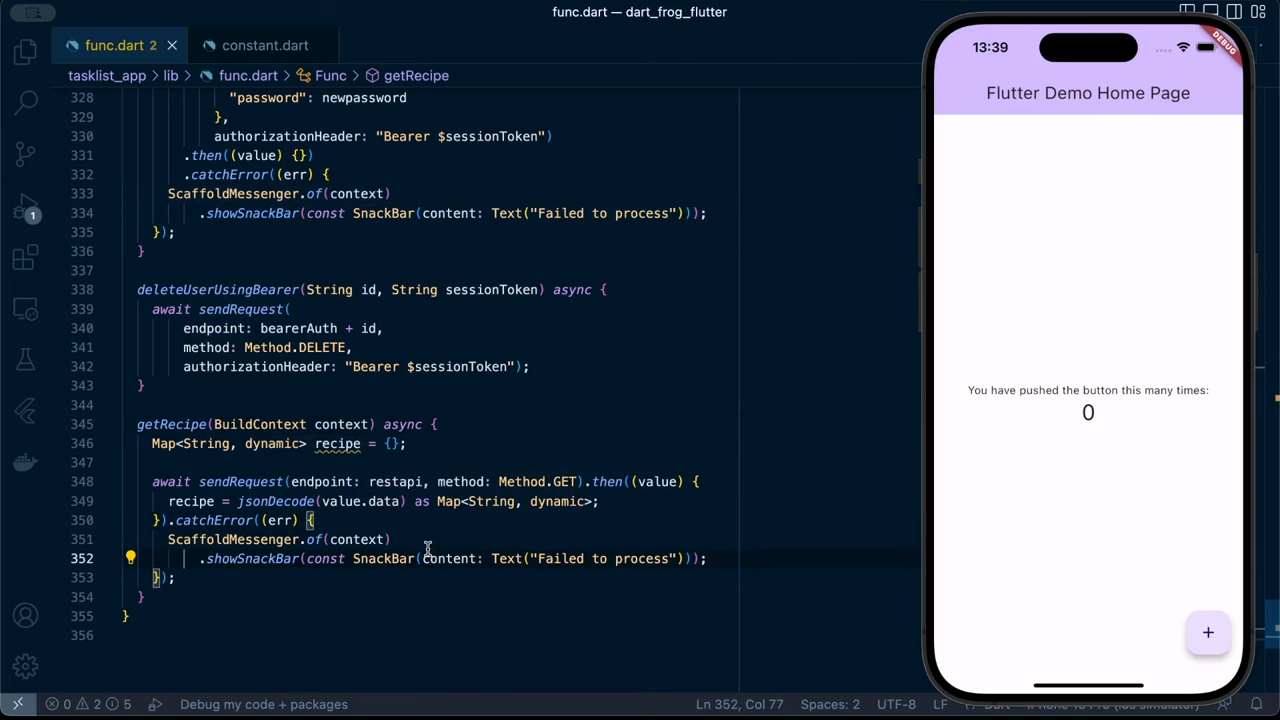 func.dart — dart_frog_flutter
func.dart 2
constant.dart
tasklist_app > lib > func.dart > Func > getRecipe
328 "password": newpassword
329 },
330 authorizationHeader: "Bearer $sessionToken")
331 .then((value) {})
332 .catchError((err) {
333 ScaffoldMessenger.of(context)
334 .showSnackBar(const SnackBar(content: Text("Failed to process")));
335 });
336 }
337
338 deleteUserUsingBearer(String id, String sessionToken) async {
339 await sendRequest(
340 endpoint: bearerAuth + id,
341 method: Method.DELETE,
342 authorizationHeader: "Bearer $sessionToken");
343 }
344
345 getRecipe(BuildContext context) async {
346 Map<String, dynamic> recipe = {};
347
348 await sendRequest(endpoint: restapi, method: Method.GET).then((value) {
349 recipe = jsonDecode(value.data) as Map<String, dynamic>;
350 }).catchError((err) {
351 ScaffoldMessenger.of(context)
352 .showSnackBar(const SnackBar(content: Text("Failed to process")));
353 });
354 }
355 }
356
1
0 2 5 Debug my code + packages
Ln 352, Col 77 Spaces: 2 UTF-8 LF
13:39
DEBUG
Flutter Demo Home Page
You have pushed the button this many times:
0
+